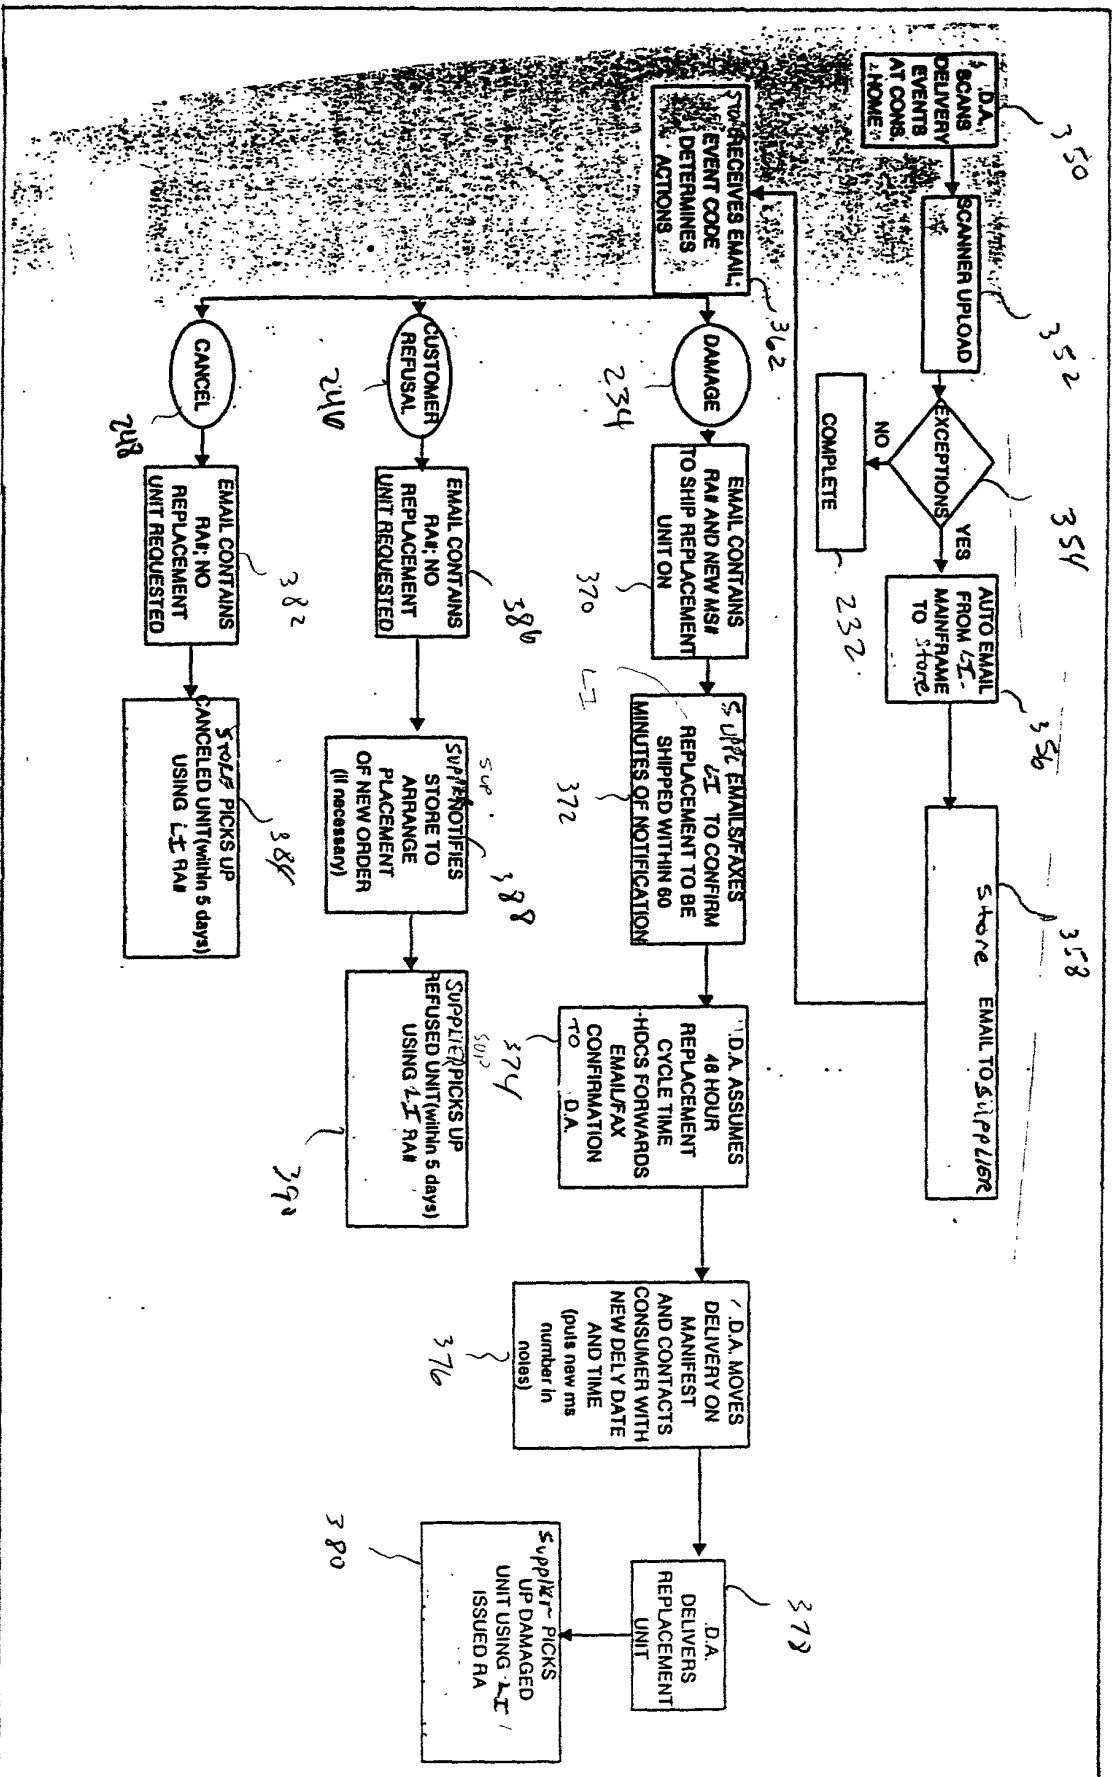 350
D.A.
SCANS
DELIVERY
EVENTS
AT CONS.
HOME
352
SCANNER UPLOAD
354
EXCEPTIONS
YES
NO
COMPLETE
232
AUTO EMAIL
FROM LI
MAINFRAME
TO Store
356
358
Store EMAIL TO SUPPLIER
RECEIVES EMAIL;
EVENT CODE
DETERMINES
ACTIONS
362
DAMAGE
234
EMAIL CONTAINS
RA# AND NEW MS#
TO SHIP REPLACEMENT
UNIT ON
370
LI
SUPPL EMAILS/FAXES
LI TO CONFIRM
REPLACEMENT TO BE
SHIPPED WITHIN 60
MINUTES OF NOTIFICATION
372
D.A. ASSUMES
48 HOUR
REPLACEMENT
CYCLE TIME
HDCS FORWARDS
EMAIL/FAX
CONFIRMATION
TO D.A.
374
D.A. MOVES
DELIVERY ON
MANIFEST
AND CONTACTS
CONSUMER WITH
NEW DELY DATE
AND TIME
(puts new ms
number in
notes)
376
378
D.A.
DELIVERS
REPLACEMENT
UNIT
Supplier PICKS
UP DAMAGED
UNIT USING LI
ISSUED RA
380
CUSTOMER
REFUSAL
246
EMAIL CONTAINS
RA#; NO
REPLACEMENT
UNIT REQUESTED
386
sup.
SUPPLIER NOTIFIES
STORE TO
ARRANGE
PLACEMENT
OF NEW ORDER
(if necessary)
388
SUP
SUPPLIER PICKS UP
REFUSED UNIT(within 5 days)
USING LI RA#
390
CANCEL
248
EMAIL CONTAINS
RA#; NO
REPLACEMENT
UNIT REQUESTED
382
STORE PICKS UP
CANCELED UNIT(within 5 days)
USING LI RA#
384